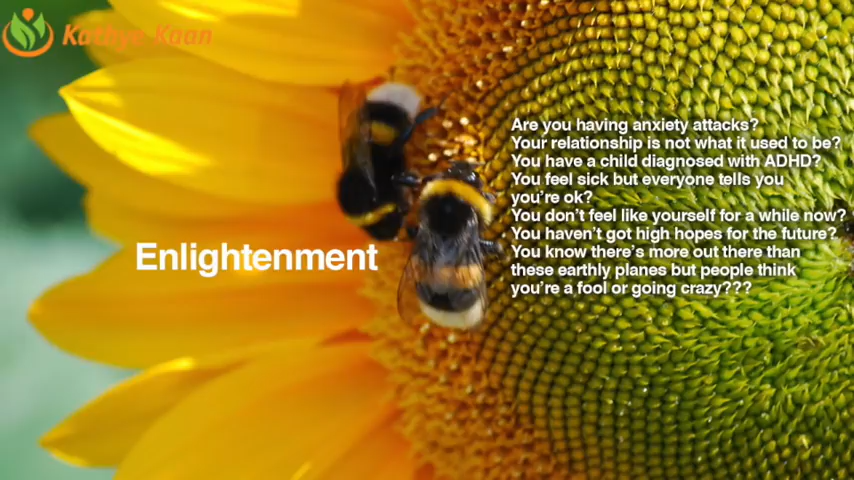 Kathye Kaan
Enlightenment
Are you having anxiety attacks?
Your relationship is not what it used to be?
You have a child diagnosed with ADHD?
You feel sick but everyone tells you
you're ok?
You don't feel like yourself for a while now?
You haven't got high hopes for the future?
You know there's more out there than
these earthly planes but people think
you're a fool or going crazy???